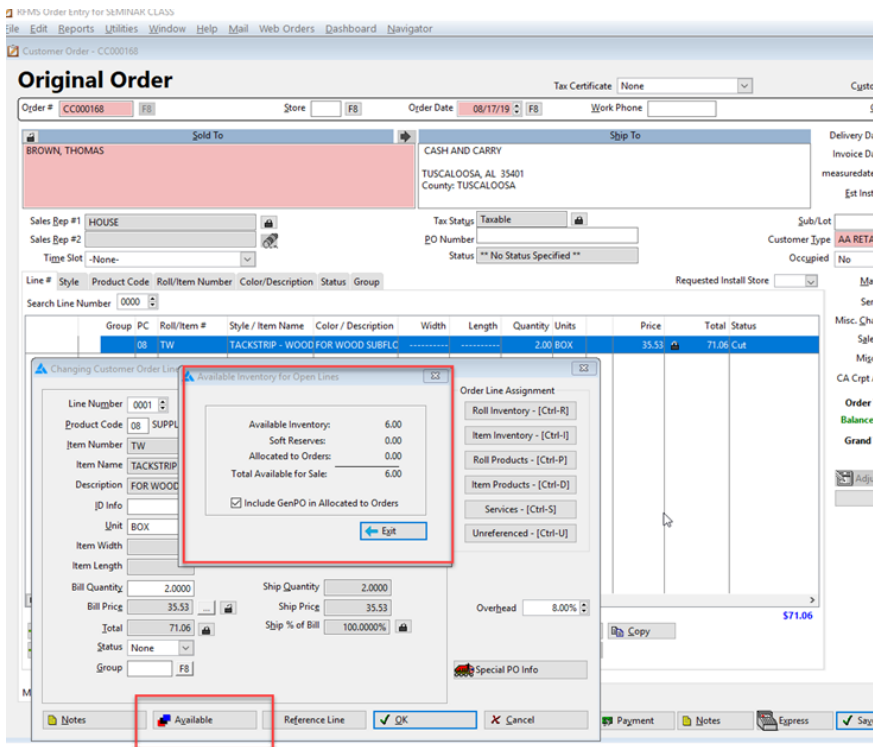 RFMS Order Entry for SEMINAR CLASS
File Edit Reports Utilities Window Help Mail Web Orders Dashboard Navigator
Customer Order - CC000168
Original Order
Tax Certificate None
Order # CC000168 F8 Store F8 Order Date 08/17/19 F8 Work Phone
Sold To Ship To Delivery Da
BROWN, THOMAS CASH AND CARRY Invoice Da
TUSCALOOSA, AL 35401 measuredate
County: TUSCALOOSA Est Inst
Sales Rep #1 HOUSE Tax Status Taxable Sub/Lot
Sales Rep #2 PO Number Customer Type AA RETA
Time Slot -None- Status ** No Status Specified ** Occupied No
Line # Style Product Code Roll/Item Number Color/Description Status Group Requested Install Store Ma
Search Line Number 0000 Ser
Group PC Roll/Item # Style / Item Name Color / Description Width Length Quantity Units Price Total Status Misc. Cha
08 TW TACKSTRIP - WOOD FOR WOOD SUBFLC ---------- ---------- 2.00 BOX 35.53 71.06 Cut Sale
Misc
Changing Customer Order Line
Available Inventory for Open Lines
CA Crpt
Order Line Assignment
Line Number 0001
Roll Inventory - [Ctrl-R]
Order
Product Code 08 SUPPL
Available Inventory: 6.00
Item Inventory - [Ctrl-I]
Balance
Item Number TW
Soft Reserves: 0.00
Grand
Allocated to Orders: 0.00
Roll Products - [Ctrl-P]
Item Name TACKSTRIP
Total Available for Sale: 6.00
Item Products - [Ctrl-D]
Adju
Description FOR WOOD
Include GenPO in Allocated to Orders
Services - [Ctrl-S]
ID Info
Exit
Unreferenced - [Ctrl-U]
Unit BOX
Item Width
Item Length
Bill Quantity 2.0000 Ship Quantity 2.0000
Bill Price 35.53 ... Ship Price 35.53 Overhead 8.00%
$71.06
Total 71.06 Ship % of Bill 100.0000%
Copy
Status None
Group F8
Special PO Info
Notes Available Reference Line OK Cancel
Payment Notes Express Save